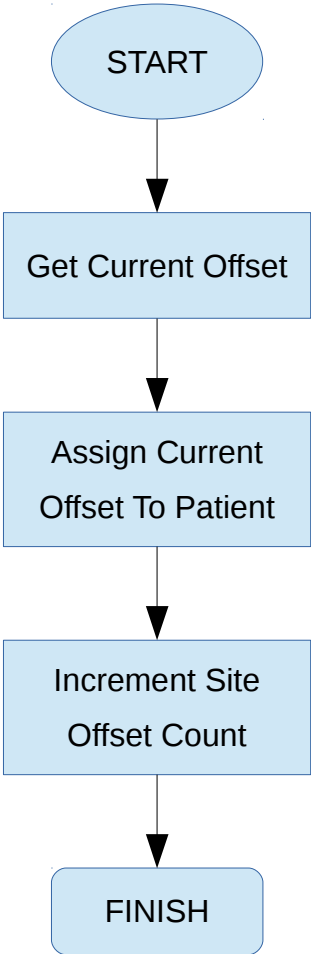 START
Get Current Offset
Assign Current
Offset To Patient
Increment Site
Offset Count
FINISH